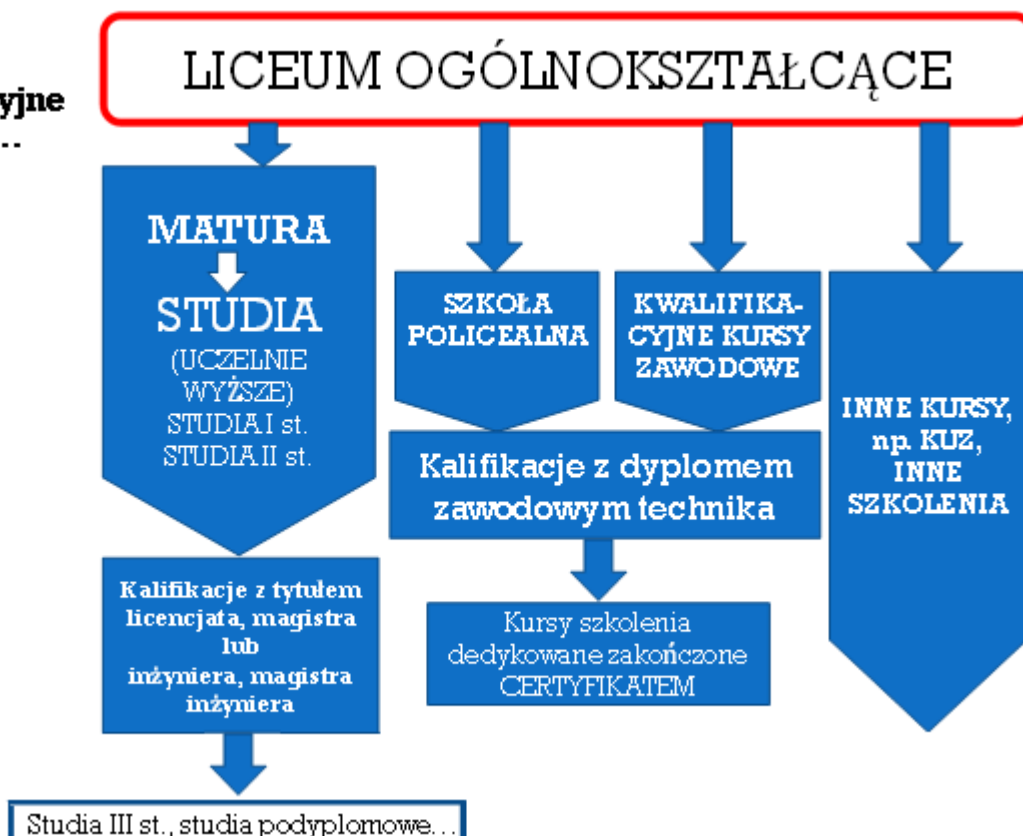 yjne
...
LICEUM OGÓLNOKSZTAŁCĄCE
MATURA
STUDIA
(UCZELNIE
WYŻSZE)
STUDIA I st.
STUDIA II st.
SZKOŁA
POLICEALNA
KWALIFIKA-
CYJNE KURSY
ZAWODOWE
INNE KURSY,
np. KUZ,
INNE
SZKOLENIA
Kalifikacje z dyplomem
zawodowym technika
Kalifikacje z tytułem
licencjata, magistra
lub
inżyniera, magistra
inżyniera
Kursy szkolenia
dedykowane zakończone
CERTYFIKATEM
Studia III st., studia podyplomowe...